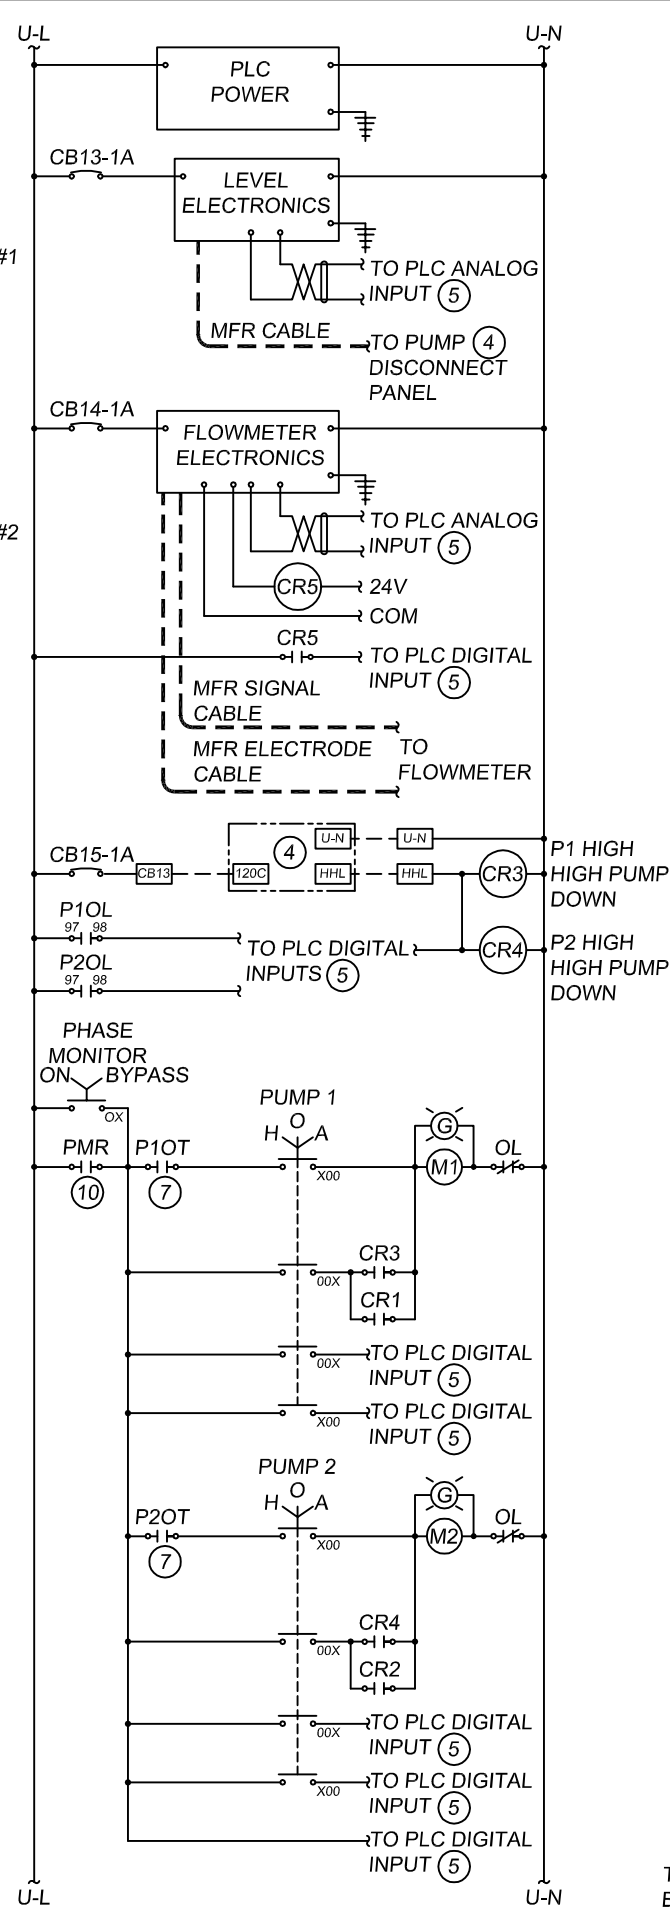 U-L
U-N
PLC
POWER
CB13-1A
LEVEL
ELECTRONICS
#1
TO PLC ANALOG
INPUT 5
MFR CABLE
TO PUMP 4
DISCONNECT
PANEL
CB14-1A
FLOWMETER
ELECTRONICS
#2
TO PLC ANALOG
INPUT 5
CR5
24V
COM
CR5
TO PLC DIGITAL
INPUT 5
MFR SIGNAL
CABLE
MFR ELECTRODE
CABLE
TO
FLOWMETER
U-N
U-N
CB15-1A
CB13
4
120C
HHL
HHL
CR3
P1 HIGH
HIGH PUMP
DOWN
P1OL
97 98
TO PLC DIGITAL
INPUTS 5
CR4
P2 HIGH
HIGH PUMP
DOWN
P2OL
97 98
PHASE
MONITOR
ON BYPASS
OX
PUMP 1
H O A
G
PMR
10
P1OT
7
X00
M1
OL
00X
CR3
CR1
00X
TO PLC DIGITAL
INPUT 5
X00
TO PLC DIGITAL
INPUT 5
PUMP 2
H O A
G
P2OT
7
X00
M2
OL
00X
CR4
CR2
00X
TO PLC DIGITAL
INPUT 5
X00
TO PLC DIGITAL
INPUT 5
TO PLC DIGITAL
INPUT 5
U-L
U-N